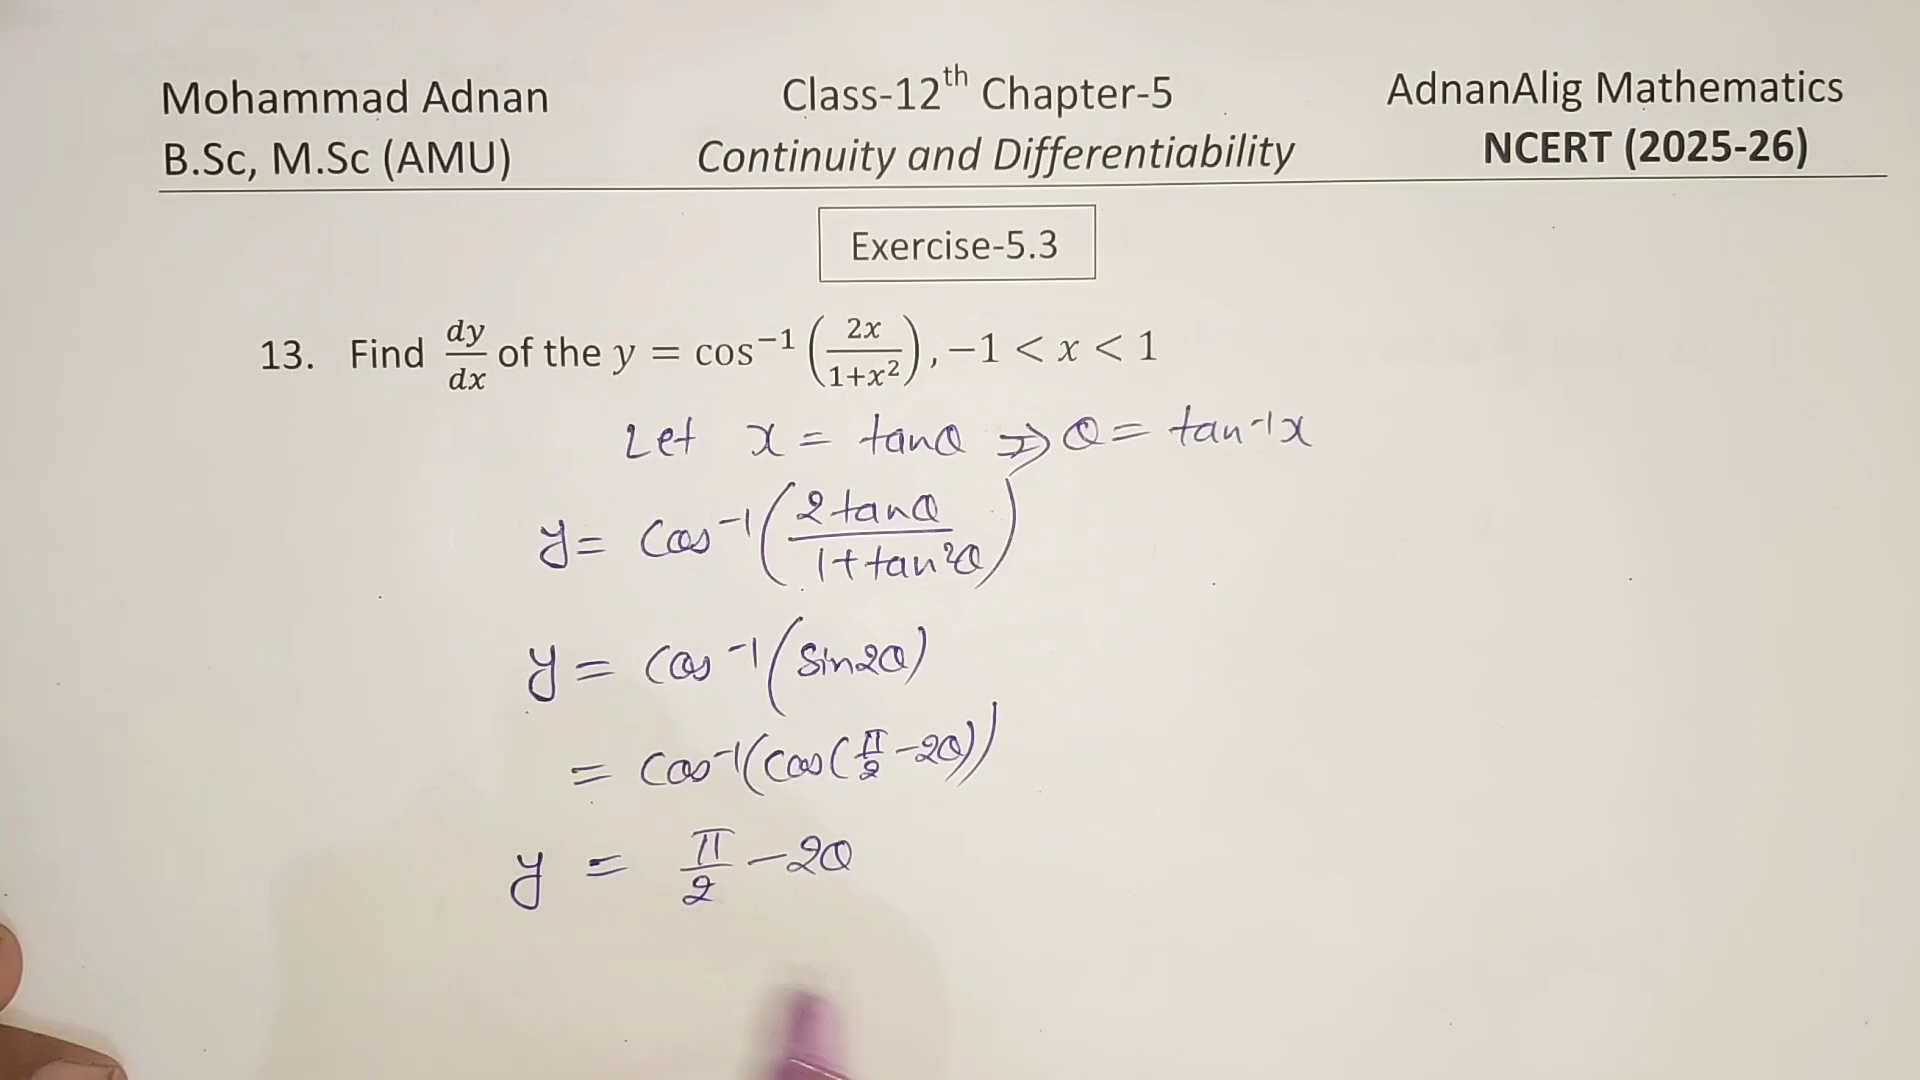 Mohammad Adnan
B.Sc, M.Sc (AMU)
Class-12th Chapter-5
Continuity and Differentiability
AdnanAlig Mathematics
NCERT (2025-26)
Exercise-5.3
13. Find dy/dx of the y = cos⁻¹(2x/(1+x²)), −1 < x < 1
Let x = tanθ ⇒ θ = tan⁻¹x
y = cos⁻¹(2tanθ/(1+tan²θ))
y = cos⁻¹(sin2θ)
= cos⁻¹(cos(π/2 −2θ))
y = π/2 −2θ